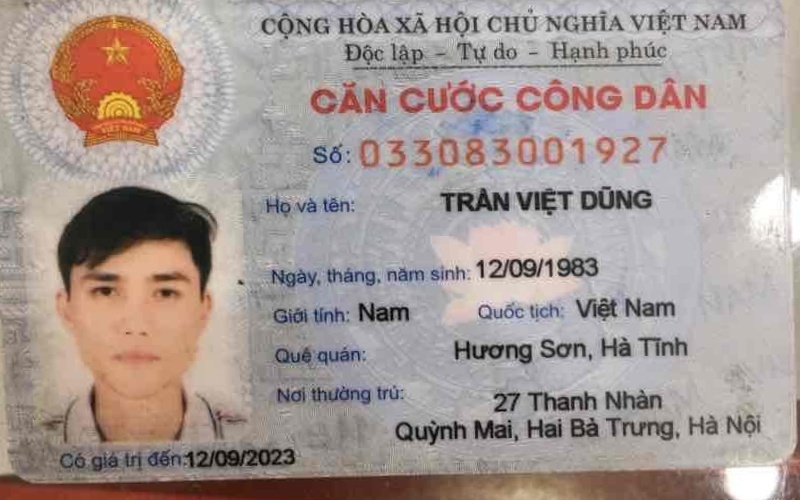 CỘNG HÒA XÃ HỘI CHỦ NGHĨA VIỆT NAM
Độc lập - Tự do - Hạnh phúc
CĂN CƯỚC CÔNG DÂN
Số: 033083001927
Họ và tên: TRẦN VIỆT DŨNG
Ngày, tháng, năm sinh: 12/09/1983
Giới tính: Nam Quốc tịch: Việt Nam
Quê quán: Hương Sơn, Hà Tĩnh
Nơi thường trú: 27 Thanh Nhàn
Quỳnh Mai, Hai Bà Trưng, Hà Nội
Có giá trị đến: 12/09/2023
VIỆT NAM